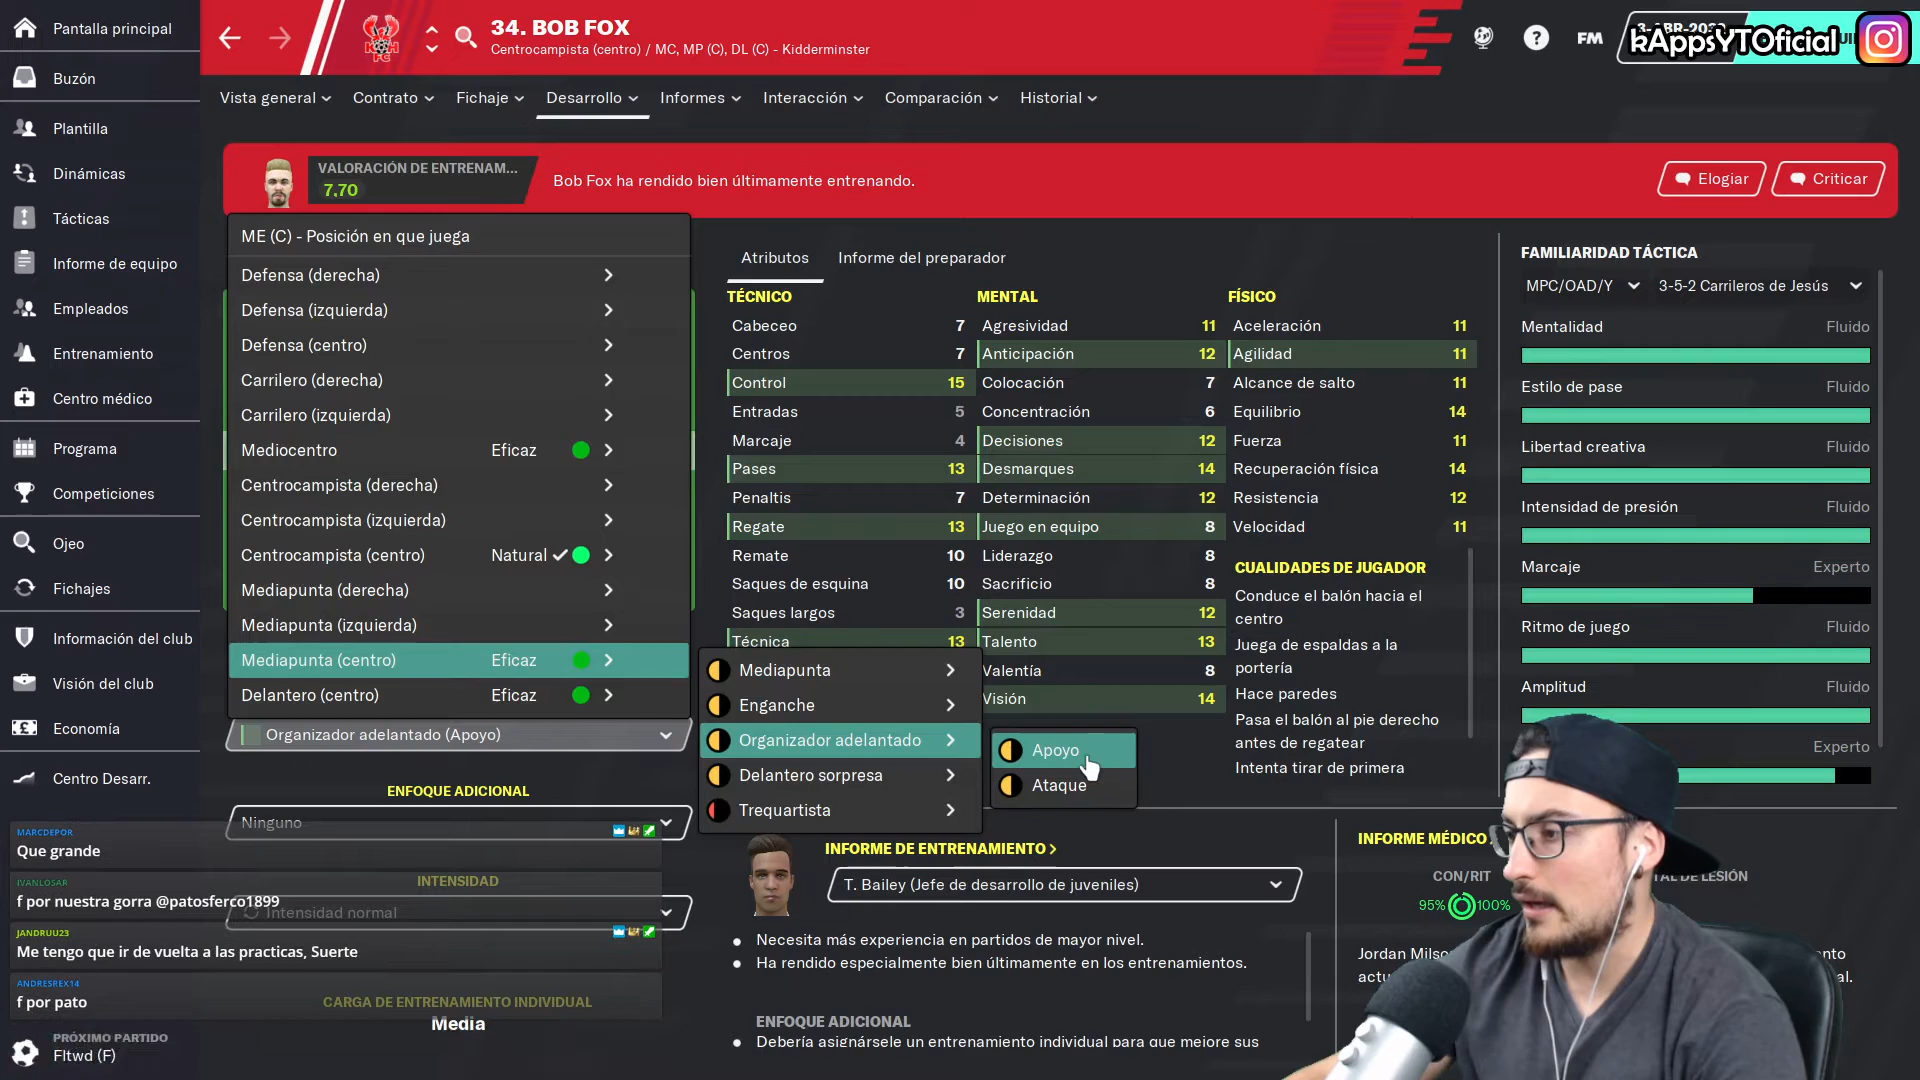 Pantalla principal
Buzón
Plantilla
Dinámicas
Tácticas
Informe de equipo
Empleados
Entrenamiento
Centro médico
Programa
Competiciones
Ojeo
Fichajes
Información del club
Visión del club
Economía
Centro Desarr.
34. BOB FOX
Centrocampista (centro) / MC, MP (C), DL (C) - Kidderminster
FM
kAppsYTOficial
Vista general
Contrato
Fichaje
Desarrollo
Informes
Interacción
Comparación
Historial
VALORACIÓN DE ENTRENAM...
7,70
Bob Fox ha rendido bien últimamente entrenando.
Elogiar
Criticar
ME (C) - Posición en que juega
Defensa (derecha)
Defensa (izquierda)
Defensa (centro)
Carrilero (derecha)
Carrilero (izquierda)
Mediocentro Eficaz
Centrocampista (derecha)
Centrocampista (izquierda)
Centrocampista (centro) Natural
Mediapunta (derecha)
Mediapunta (izquierda)
Mediapunta (centro) Eficaz
Delantero (centro) Eficaz
Organizador adelantado (Apoyo)
ENFOQUE ADICIONAL
Ninguno
INTENSIDAD
Intensidad normal
CARGA DE ENTRENAMIENTO INDIVIDUAL
Media
MARCDEPOR
Que grande
IVANLOSAR
f por nuestra gorra @patosferco1899
JANDRUU23
Me tengo que ir de vuelta a las practicas, Suerte
ANDRESREX14
f por pato
PRÓXIMO PARTIDO
Fltwd (F)
Atributos
Informe del preparador
TÉCNICO
Cabeceo 7
Centros 7
Control 15
Entradas 5
Marcaje 4
Pases 13
Penaltis 7
Regate 13
Remate 10
Saques de esquina 10
Saques largos 3
Técnica 13
MENTAL
Agresividad 11
Anticipación 12
Colocación 7
Concentración 6
Decisiones 12
Desmarques 14
Determinación 12
Juego en equipo 8
Liderazgo 8
Sacrificio 8
Serenidad 12
Talento 13
Valentía 8
Visión 14
FÍSICO
Aceleración 11
Agilidad 11
Alcance de salto 11
Equilibrio 14
Fuerza 11
Recuperación física 14
Resistencia 12
Velocidad 11
CUALIDADES DE JUGADOR
Conduce el balón hacia el
centro
Juega de espaldas a la
portería
Hace paredes
Pasa el balón al pie derecho
antes de regatear
Intenta tirar de primera
Mediapunta
Enganche
Organizador adelantado
Delantero sorpresa
Trequartista
Apoyo
Ataque
FAMILIARIDAD TÁCTICA
MPC/OAD/Y
3-5-2 Carrileros de Jesús
Mentalidad Fluido
Estilo de pase Fluido
Libertad creativa Fluido
Intensidad de presión Fluido
Marcaje Experto
Ritmo de juego Fluido
Amplitud Fluido
Experto
INFORME DE ENTRENAMIENTO
T. Bailey (Jefe de desarrollo de juveniles)
Necesita más experiencia en partidos de mayor nivel.
Ha rendido especialmente bien últimamente en los entrenamientos.
ENFOQUE ADICIONAL
Debería asignársele un entrenamiento individual para que mejore sus
INFORME MÉDICO
CON/RIT
DE LESIÓN
95% 100%
Jordan